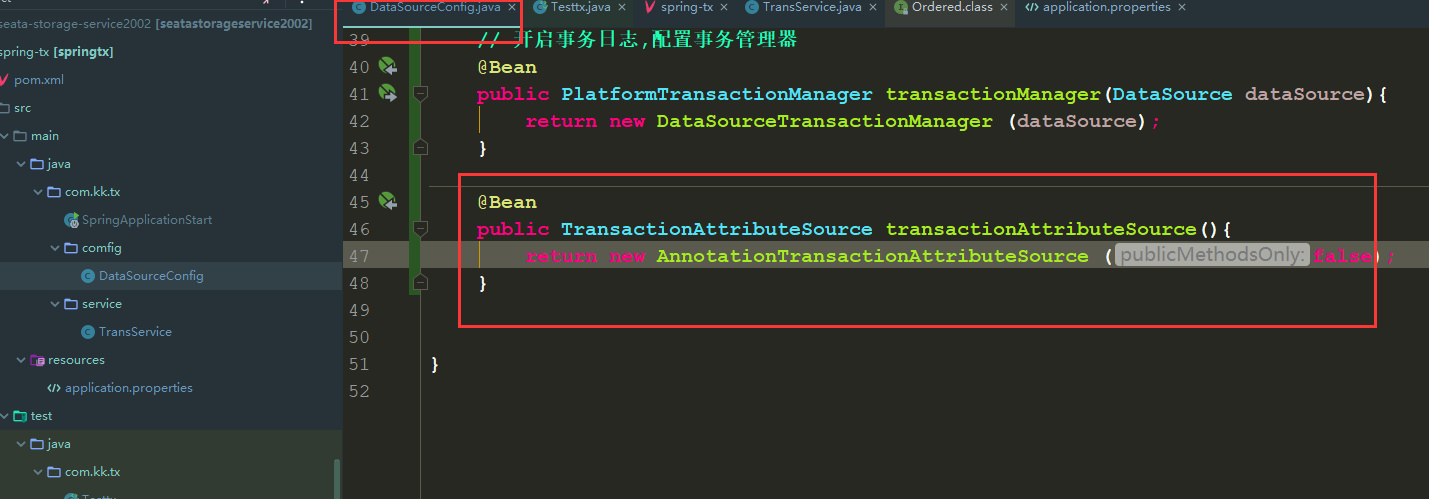 DataSourceConfig.java × Testtx.java × spring-tx × TransService.java × Ordered.class × application.properties ×
seata-storage-service2002 [seatastorageservice2002]
spring-tx [springtx]
pom.xml
src
main
java
com.kk.tx
SpringApplicationStart
comfig
DataSourceConfig
service
TransService
resources
application.properties
test
java
com.kk.tx
Testtx
39 // 开启事务日志,配置事务管理器
40 @Bean
41 public PlatformTransactionManager transactionManager(DataSource dataSource){
42 return new DataSourceTransactionManager (dataSource);
43 }
44
45 @Bean
46 public TransactionAttributeSource transactionAttributeSource(){
47 return new AnnotationTransactionAttributeSource ( publicMethodsOnly: false);
48 }
49
50
51 }
52